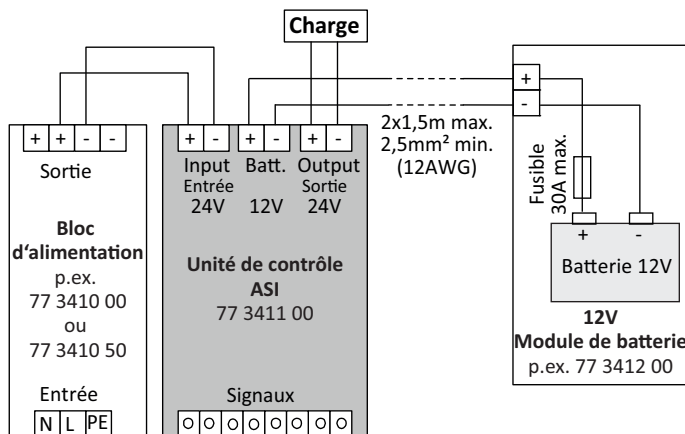 Charge
+ + - -
Sortie
Bloc
d'alimentation
p.ex.
77 3410 00
ou
77 3410 50
Entrée
N L PE
+ - + - + -
Input Batt. Output
Entrée Sortie
24V 12V 24V
Unité de contrôle
ASI
77 3411 00
Signaux
2x1,5m max.
2,5mm² min.
(12AWG)
+
-
Fusible
30A max.
+ -
Batterie 12V
12V
Module de batterie
p.ex. 77 3412 00